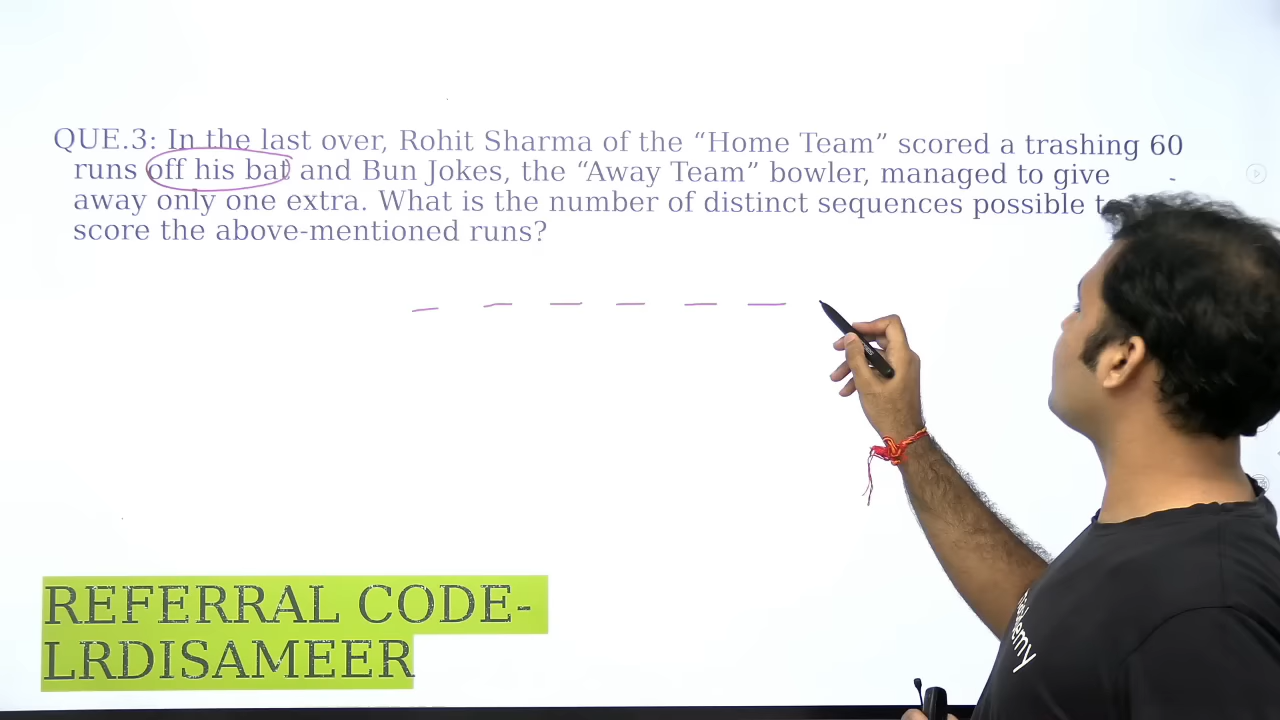 QUE.3: In the last over, Rohit Sharma of the “Home Team” scored a trashing 60
runs off his bat and Bun Jokes, the “Away Team” bowler, managed to give
away only one extra. What is the number of distinct sequences possible
score the above-mentioned runs?
REFERRAL CODE-
LRDISAMEER